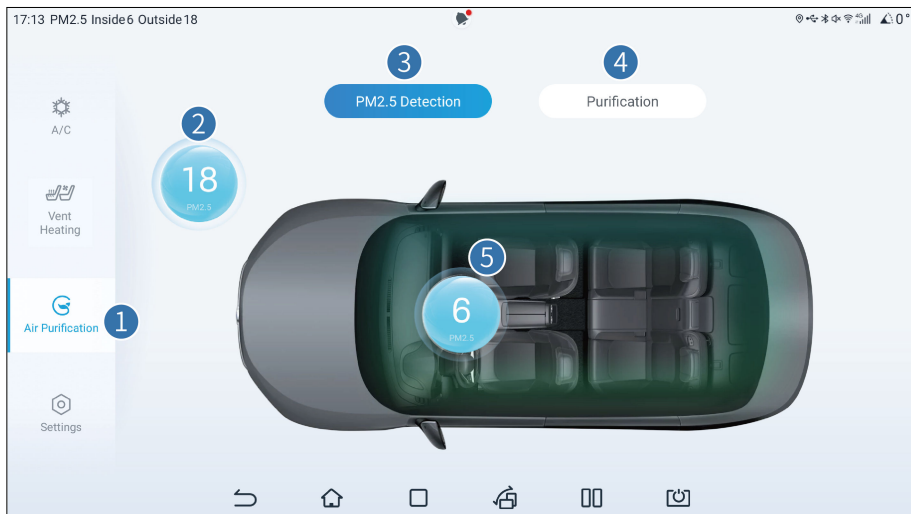 17:13 PM2.5 Inside6 Outside18
4G
0°
3
4
PM2.5 Detection
Purification
A/C
2
18
PM2.5
Vent
Heating
5
6
PM2.5
Air Purification
1
Settings